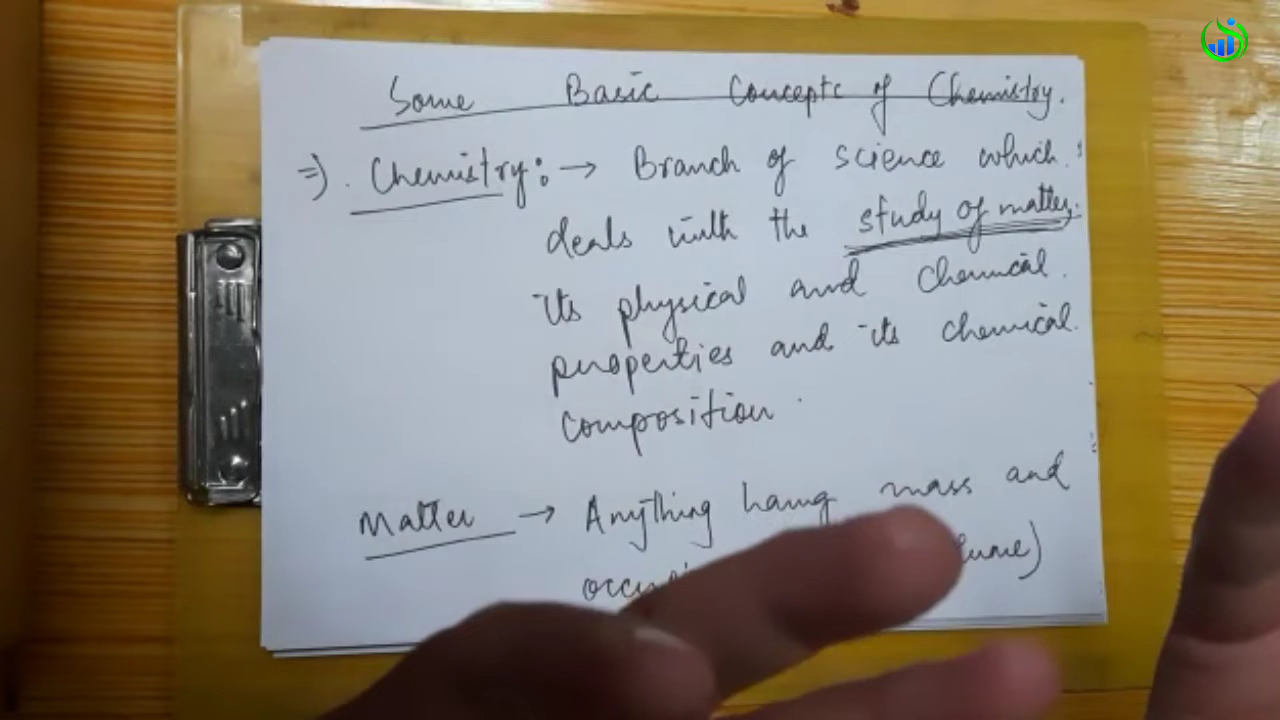 Some Basic Concepts of Chemistry.
⇒ Chemistry: → Branch of science which
deals with the study of matter,
its physical and chemical
properties and its chemical
composition.
Matter → Anything having mass and